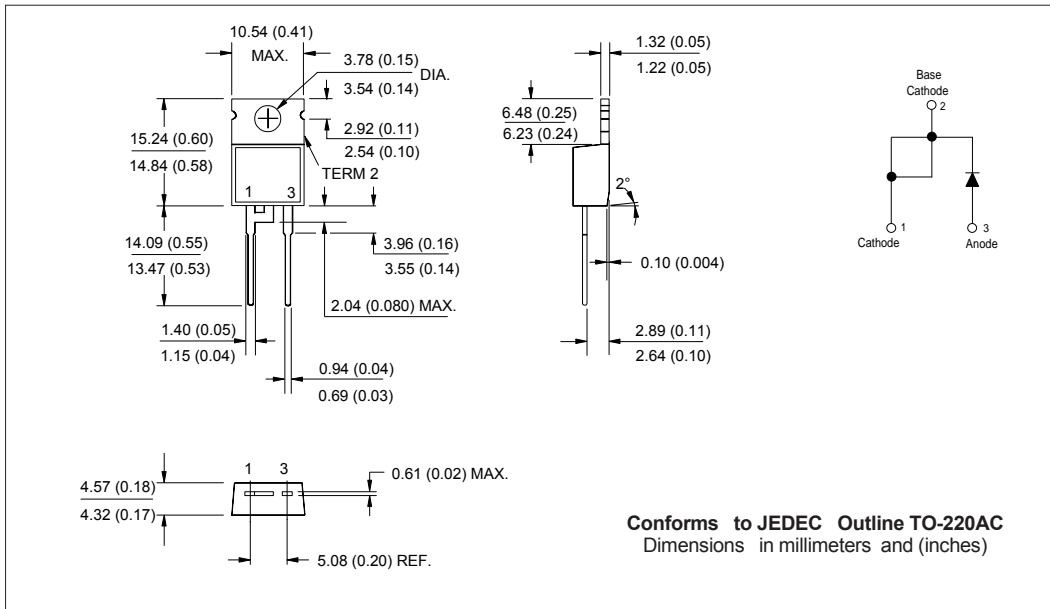 10.54 (0.41)
MAX.
3.78 (0.15)
3.54 (0.14)
DIA.
2.92 (0.11)
2.54 (0.10)
TERM 2
15.24 (0.60)
14.84 (0.58)
1 3
14.09 (0.55)
13.47 (0.53)
3.96 (0.16)
3.55 (0.14)
2.04 (0.080) MAX.
1.40 (0.05)
1.15 (0.04)
0.94 (0.04)
0.69 (0.03)
1.32 (0.05)
1.22 (0.05)
6.48 (0.25)
6.23 (0.24)
2°
0.10 (0.004)
2.89 (0.11)
2.64 (0.10)
Base
Cathode
2
1
Cathode
3
Anode
1 3
4.57 (0.18)
4.32 (0.17)
0.61 (0.02) MAX.
5.08 (0.20) REF.
Conforms to JEDEC Outline TO-220AC
Dimensions in millimeters and (inches)